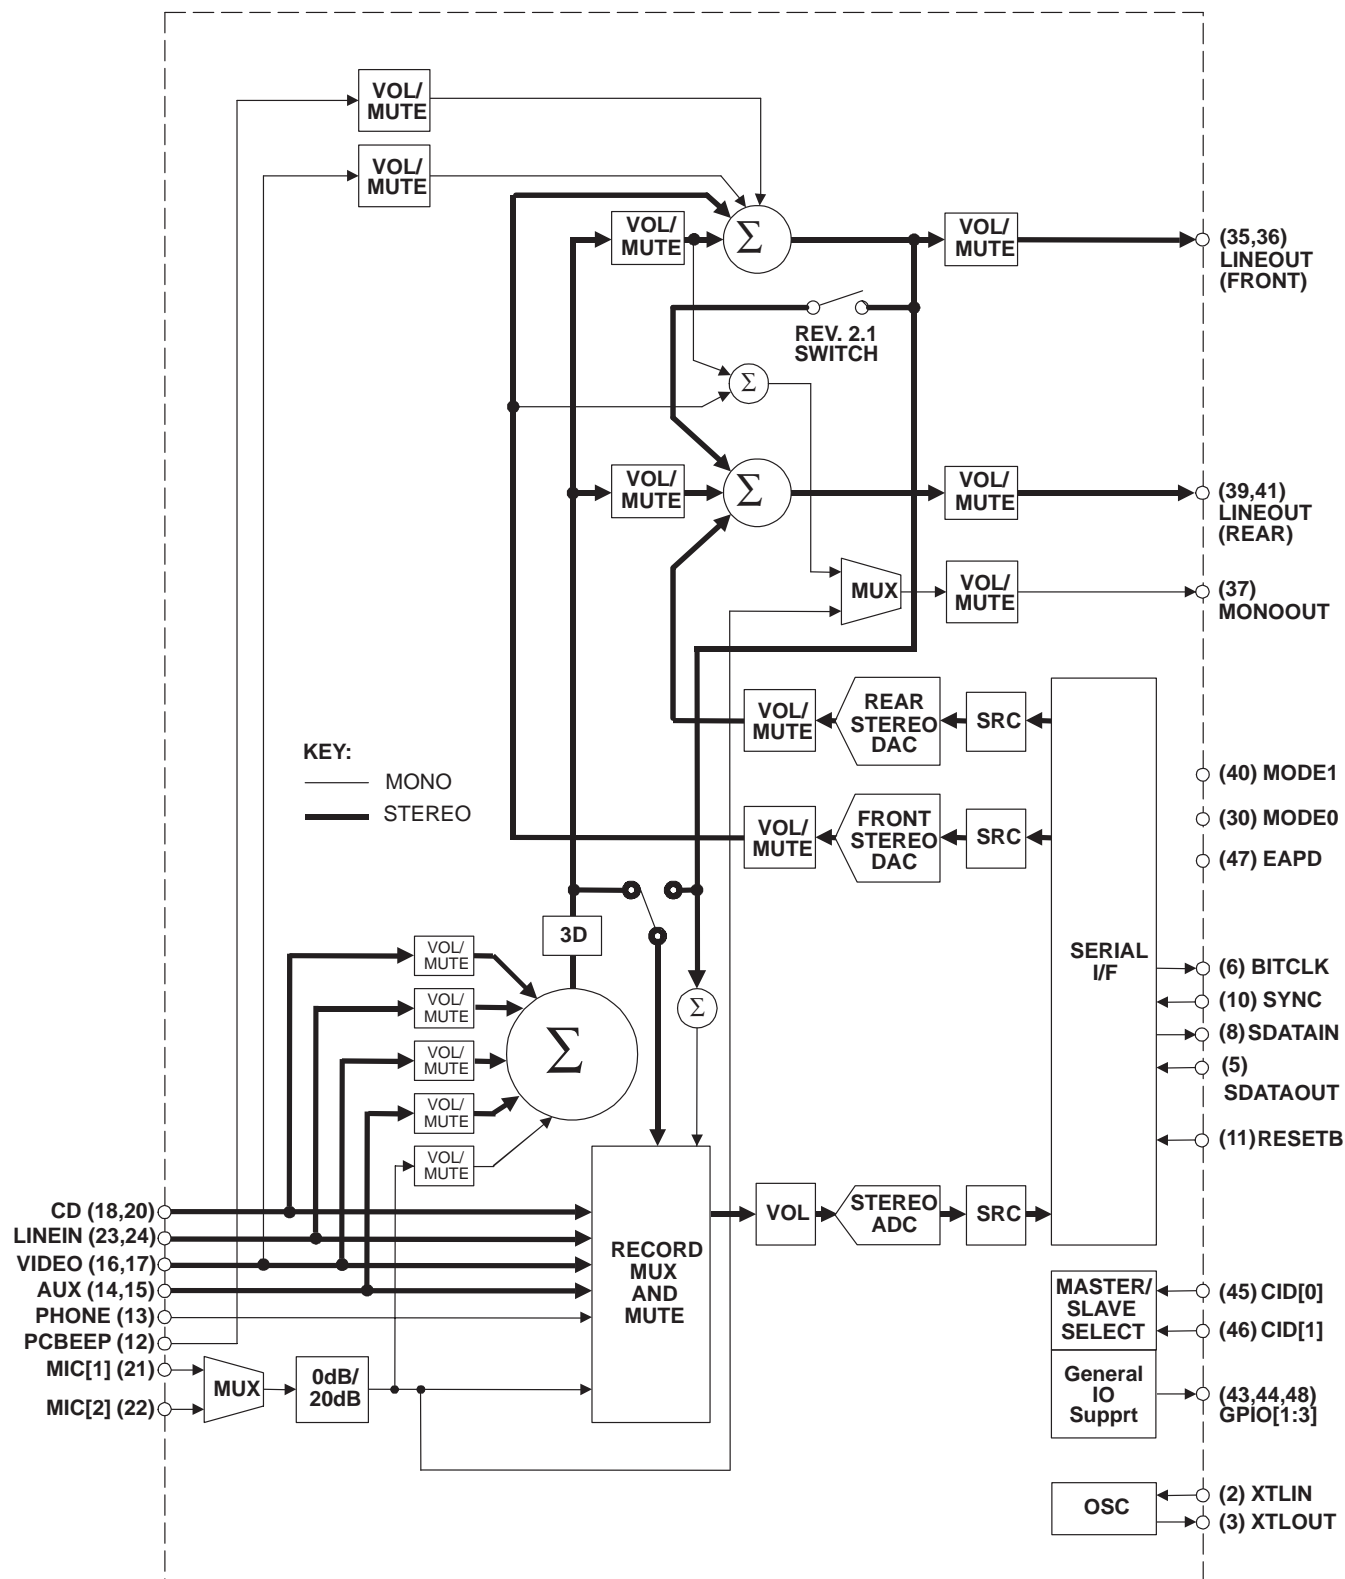 VOL/
MUTE
VOL/
MUTE
VOL/
MUTE
Σ
VOL/
MUTE
(35,36)
LINEOUT
(FRONT)
REV. 2.1
SWITCH
Σ
VOL/
MUTE
Σ
VOL/
MUTE
(39,41)
LINEOUT
(REAR)
MUX
VOL/
MUTE
(37)
MONOOUT
VOL/
MUTE
REAR
STEREO
DAC
SRC
KEY:
MONO
STEREO
VOL/
MUTE
FRONT
STEREO
DAC
SRC
(40) MODE1
(30) MODE0
(47) EAPD
3D
VOL/
MUTE
VOL/
MUTE
VOL/
MUTE
VOL/
MUTE
VOL/
MUTE
Σ
Σ
SERIAL
I/F
(6) BITCLK
(10) SYNC
(8) SDATAIN
(5)
SDATAOUT
(11) RESETB
CD (18,20)
LINEIN (23,24)
VIDEO (16,17)
AUX (14,15)
PHONE (13)
PCBEEP (12)
MIC[1] (21)
MIC[2] (22)
MUX
0dB/
20dB
RECORD
MUX
AND
MUTE
VOL
STEREO
ADC
SRC
MASTER/
SLAVE
SELECT
(45) CID[0]
(46) CID[1]
General
IO
Supprt
(43,44,48)
GPIO[1:3]
OSC
(2) XTLIN
(3) XTLOUT